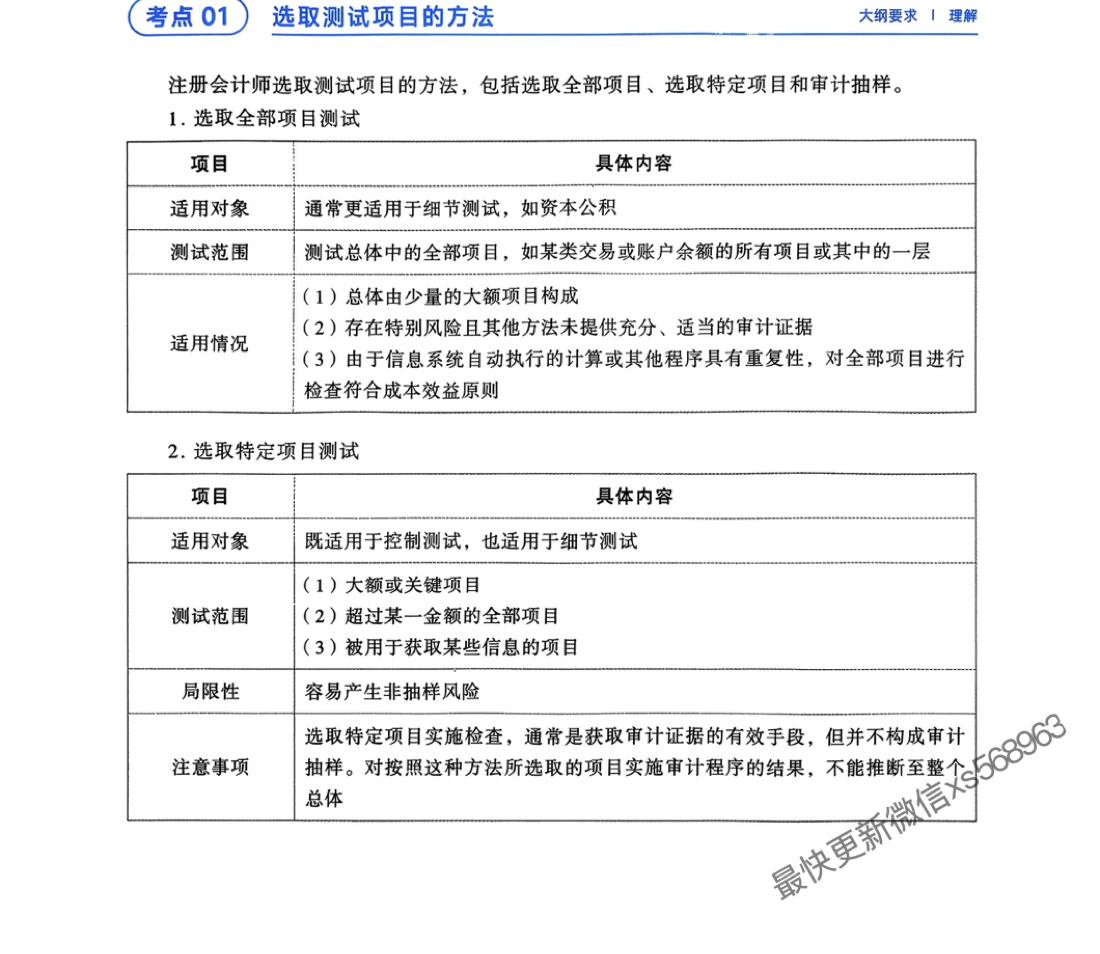 考点 01 选取测试项目的方法 大纲要求 | 理解
注册会计师选取测试项目的方法，包括选取全部项目、选取特定项目和审计抽样。
1. 选取全部项目测试
项目 具体内容
适用对象 通常更适用于细节测试，如资本公积
测试范围 测试总体中的全部项目，如某类交易或账户余额的所有项目或其中的一层
适用情况
（1）总体由少量的大额项目构成
（2）存在特别风险且其他方法未提供充分、适当的审计证据
（3）由于信息系统自动执行的计算或其他程序具有重复性，对全部项目进行
检查符合成本效益原则
2. 选取特定项目测试
项目 具体内容
适用对象 既适用于控制测试，也适用于细节测试
测试范围
（1）大额或关键项目
（2）超过某一金额的全部项目
（3）被用于获取某些信息的项目
局限性 容易产生非抽样风险
注意事项
选取特定项目实施检查，通常是获取审计证据的有效手段，但并不构成审计
抽样。对按照这种方法所选取的项目实施审计程序的结果，不能推断至整个
总体
最快更新微信xs568963